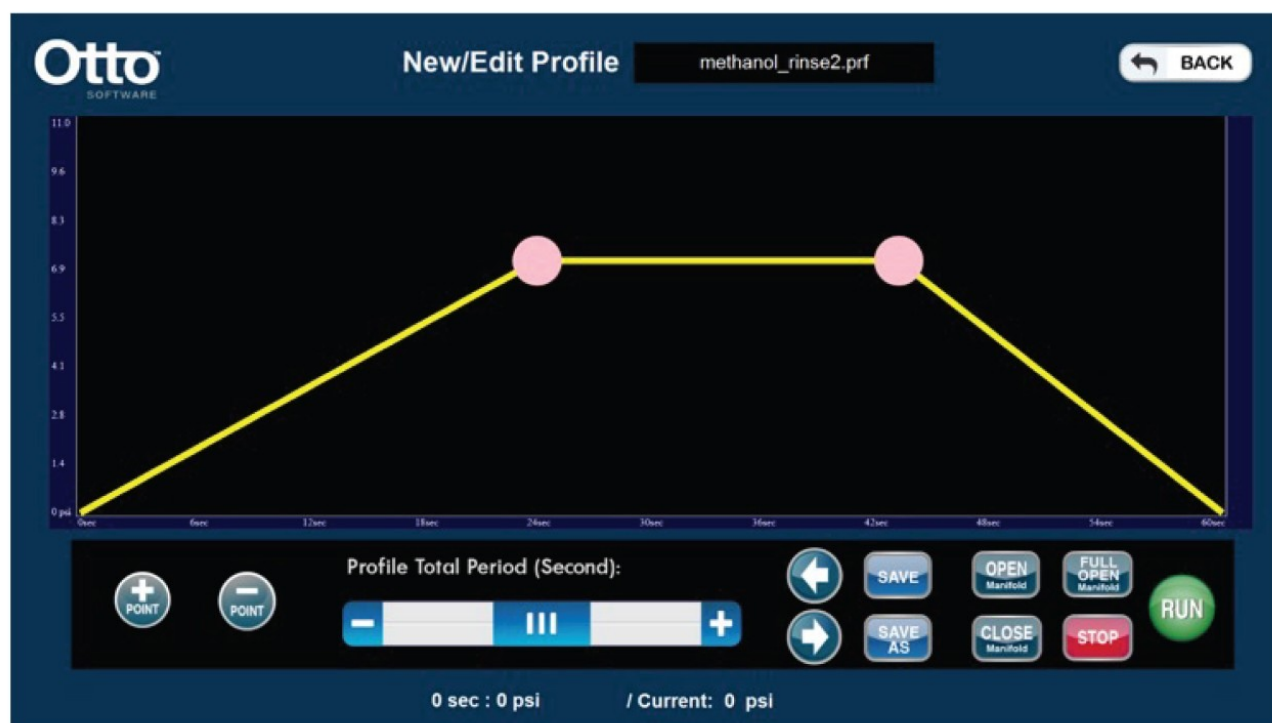 Otto™
SOFTWARE
New/Edit Profile
methanol_rinse2.prf
BACK
11.0
9.6
8.3
6.9
5.5
4.1
2.8
1.4
0 psi
0sec 6sec 12sec 18sec 24sec 30sec 36sec 42sec 48sec 54sec 60sec
Profile Total Period (Second):
+
POINT
−
POINT
− III +
SAVE
SAVE
AS
OPEN
Manifold
FULL
OPEN
Manifold
CLOSE
Manifold
STOP
RUN
0 sec : 0 psi / Current: 0 psi